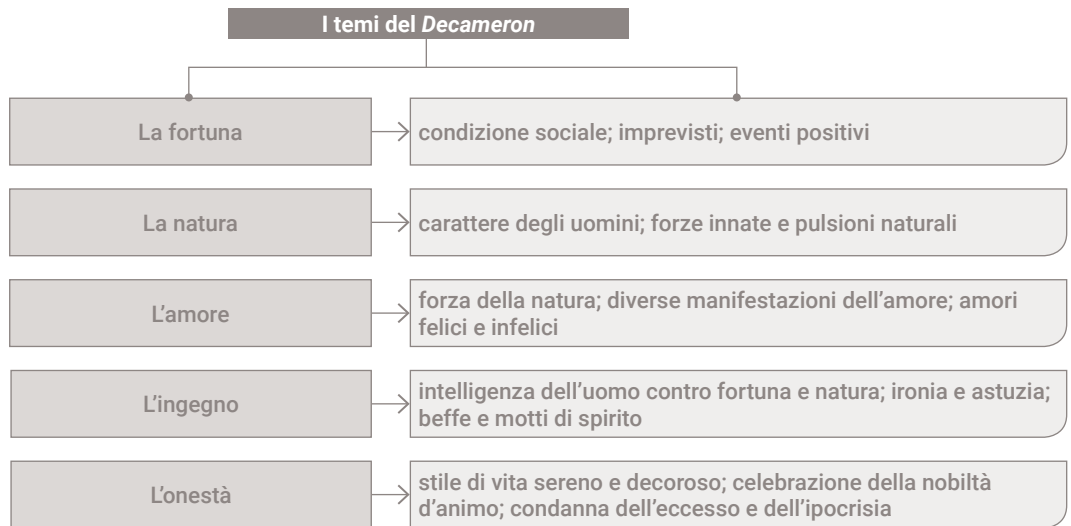 I temi del Decameron
La fortuna
condizione sociale; imprevisti; eventi positivi
La natura
carattere degli uomini; forze innate e pulsioni naturali
L’amore
forza della natura; diverse manifestazioni dell’amore; amori
felici e infelici
L’ingegno
intelligenza dell’uomo contro fortuna e natura; ironia e astuzia;
beffe e motti di spirito
L’onestà
stile di vita sereno e decoroso; celebrazione della nobiltà
d’animo; condanna dell’eccesso e dell’ipocrisia